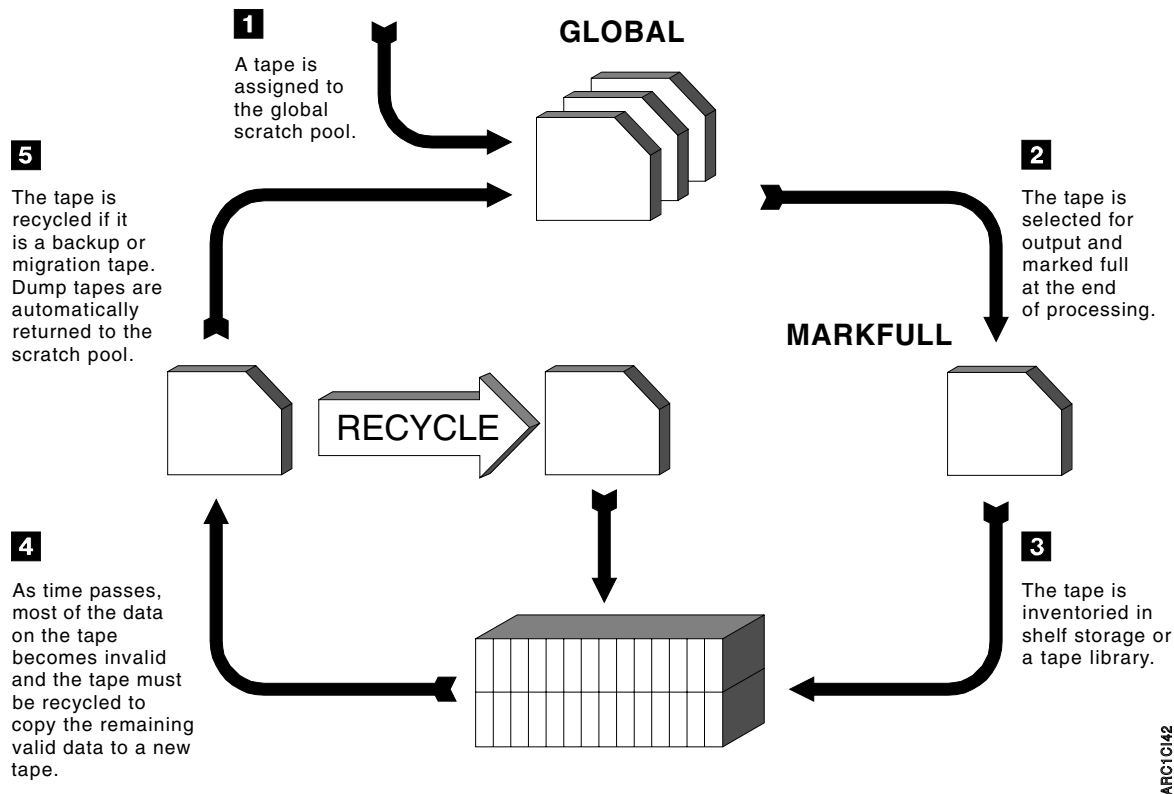 1
A tape is
assigned to
the global
scratch pool.
GLOBAL
2
The tape is
selected for
output and
marked full
at the end
of processing.
MARKFULL
5
The tape is
recycled if it
is a backup or
migration tape.
Dump tapes are
automatically
returned to the
scratch pool.
RECYCLE
3
The tape is
inventoried in
shelf storage or
a tape library.
4
As time passes,
most of the data
on the tape
becomes invalid
and the tape must
be recycled to
copy the remaining
valid data to a new
tape.
ARC1CI42